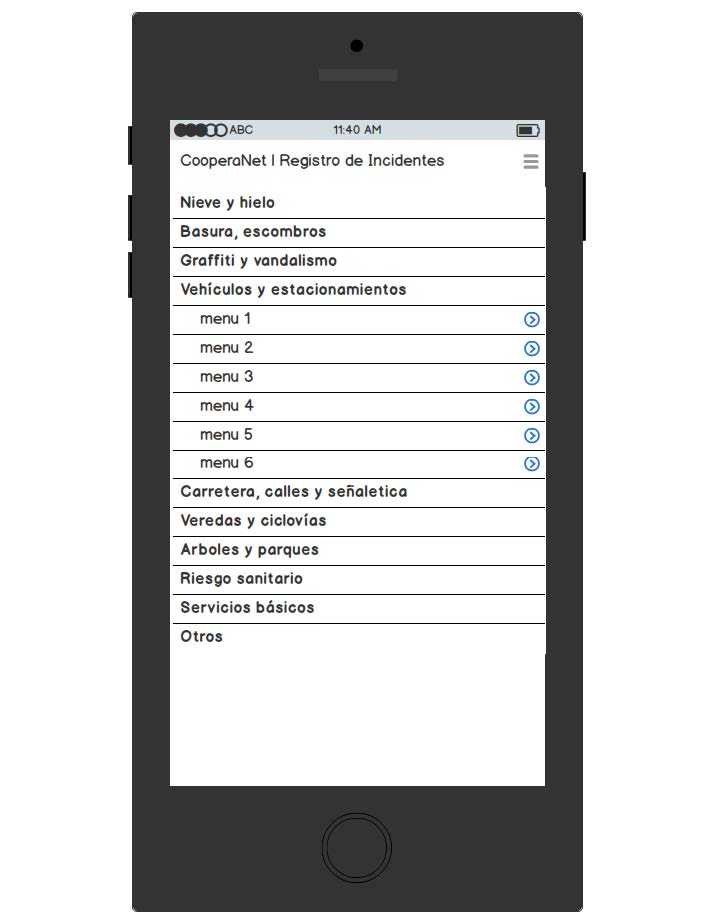 ABC 11:40 AM
CooperaNet | Registro de Incidentes
Nieve y hielo
Basura, escombros
Graffiti y vandalismo
Vehículos y estacionamientos
menu 1
menu 2
menu 3
menu 4
menu 5
menu 6
Carretera, calles y señaletica
Veredas y ciclovías
Arboles y parques
Riesgo sanitario
Servicios básicos
Otros